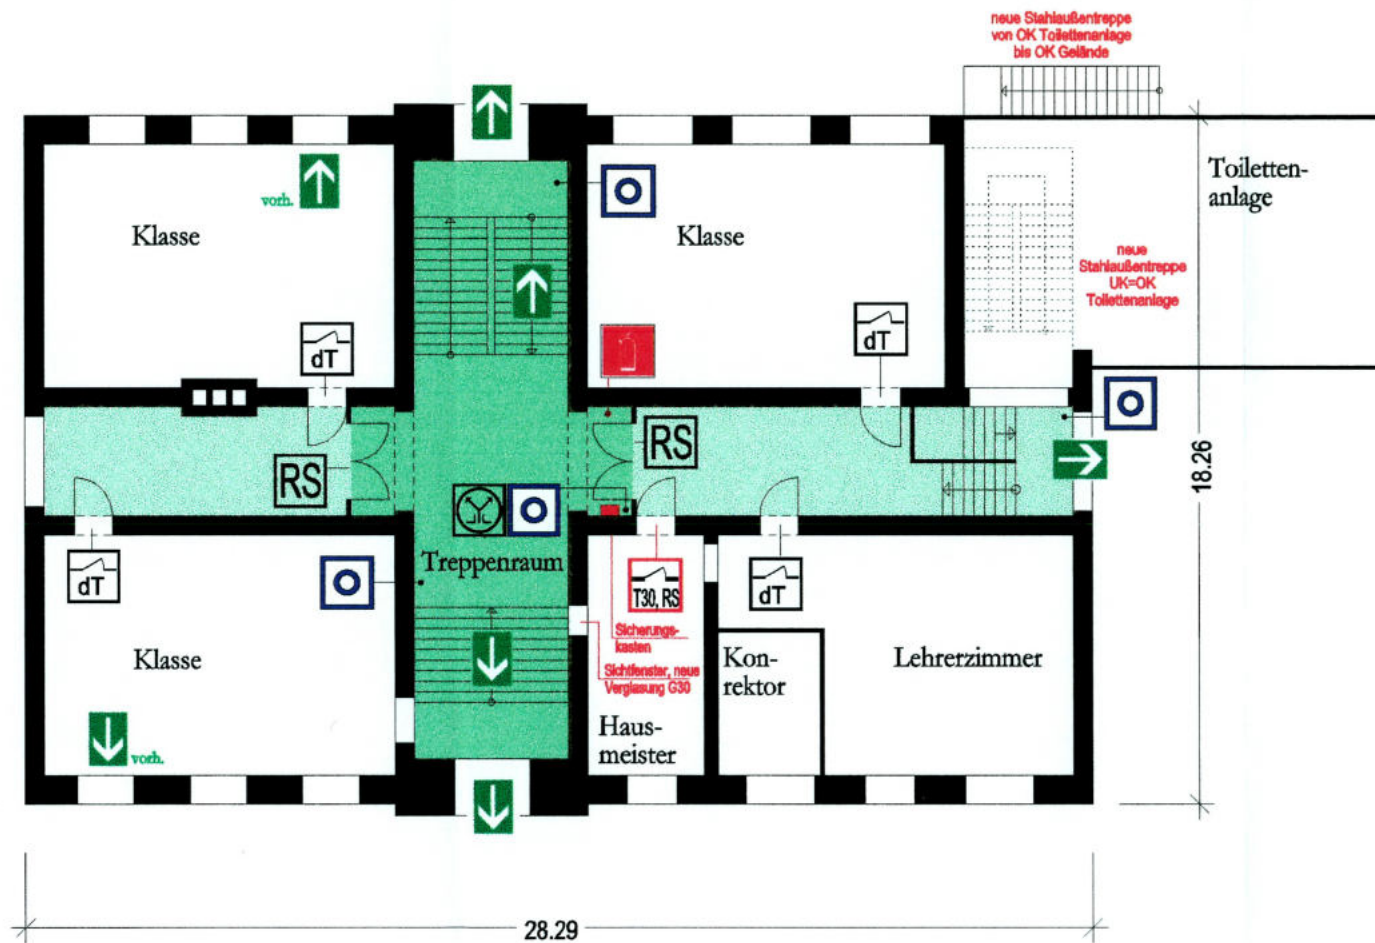 neue Stahlaußentreppe
von OK Toilettenanlage
bis OK Gelände
Toiletten-
anlage
vorh.
Klasse
Klasse
neue
Stahlaußentreppe
UK=OK
Toilettenanlage
dT
dT
RS
RS
18.26
Treppenraum
dT
T30, RS
dT
Sicherungs-
kasten
Klasse
Kon-
rektor
Lehrerzimmer
Sichtfenster, neue
Verglasung G30
Haus-
meister
vorh.
28.29